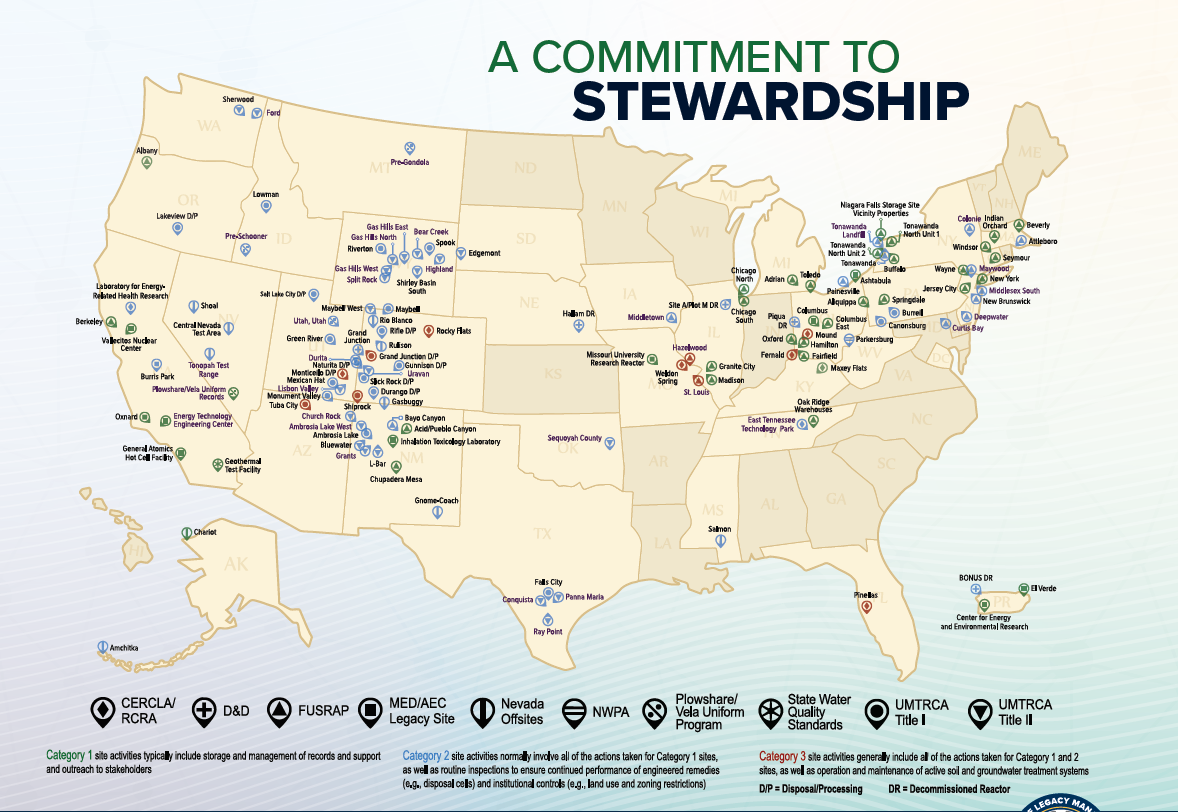 A COMMITMENT TO
STEWARDSHIP
Sherwood
Ford
WA
Albany
Pre-Gondola
MT
ND
ME
MN
VT
NH
OR
Lowman
Lakeview D/P
Pre-Schooner
ID
SD
WI
MI
Gas Hills East
Gas Hills North
Bear Creek
Riverton
Spook
Edgemont
Gas Hills West
Highland
Split Rock
Shirley Basin
South
Niagara Falls Storage Site
Vicinity Properties
Tonawanda
Landfill
Tonawanda
North Unit 1
Tonawanda
North Unit 2
Tonawanda
Buffalo
Colonie
Indian
Orchard
Beverly
Attleboro
Windsor
Seymour
NY
MA
Wayne
Maywood
New York
Jersey City
Middlesex South
New Brunswick
Deepwater
Curtis Bay
Chicago
North
Chicago
South
Adrian
Toledo
Ashtabula
Painesville
Aliquippa
Springdale
Burrell
Canonsburg
PA
Laboratory for Energy-
Related Health Research
Berkeley
Vallecitos Nuclear
Center
Shoal
Central Nevada
Test Area
NV
Salt Lake City D/P
Tonopah Test
Range
Burris Park
Plowshare/Vela Uniform
Records
Oxnard
Energy Technology
Engineering Center
General Atomics
Hot Cell Facility
Geothermal
Test Facility
Maybell West
Maybell
Utah, Utah
Rio Blanco
Rifle D/P
Rocky Flats
Green River
Grand
Junction
Rulison
Durita
Grand Junction D/P
Naturita D/P
Gunnison D/P
Monticello D/P
Uravan
Mexican Hat
Slick Rock D/P
Lisbon Valley
Durango D/P
Monument Valley
Gasbuggy
Tuba City
Shiprock
Church Rock
Bayo Canyon
Ambrosia Lake West
Acid/Pueblo Canyon
Ambrosia Lake
Inhalation Toxicology Laboratory
Bluewater
Grants
L-Bar
Chupadera Mesa
AZ
NM
Gnome-Coach
NE
IA
IL
Hallam DR
Middletown
Site A/Plot M DR
Piqua
DR
Columbus
Columbus
East
Parkersburg
Oxford
Mound
Hamilton
Fernald
Fairfield
Maxey Flats
Missouri University
Research Reactor
Hazelwood
Weldon
Spring
Granite City
Madison
St. Louis
KS
KY
WV
VA
DC
Oak Ridge
Warehouses
East Tennessee
Technology Park
NC
Sequoyah County
OK
AR
SC
MS
AL
GA
LA
TX
Salmon
Falls City
Conquista
Panna Maria
Ray Point
Pinellas
FL
BONUS DR
El Verde
PR
Center for Energy
and Environmental Research
HI
AK
Chariot
Amchitka
CERCLA/
RCRA
D&D
FUSRAP
MED/AEC
Legacy Site
Nevada
Offsites
NWPA
Plowshare/
Vela Uniform
Program
State Water
Quality
Standards
UMTRCA
Title I
UMTRCA
Title II
Category 1 site activities typically include storage and management of records and support
and outreach to stakeholders
Category 2 site activities normally involve all of the actions taken for Category 1 sites,
as well as routine inspections to ensure continued performance of engineered remedies
(e.g., disposal cells) and institutional controls (e.g., land use and zoning restrictions)
Category 3 site activities generally include all of the actions taken for Category 1 and 2
sites, as well as operation and maintenance of active soil and groundwater treatment systems
D/P = Disposal/Processing DR = Decommissioned Reactor
LEGACY MAN